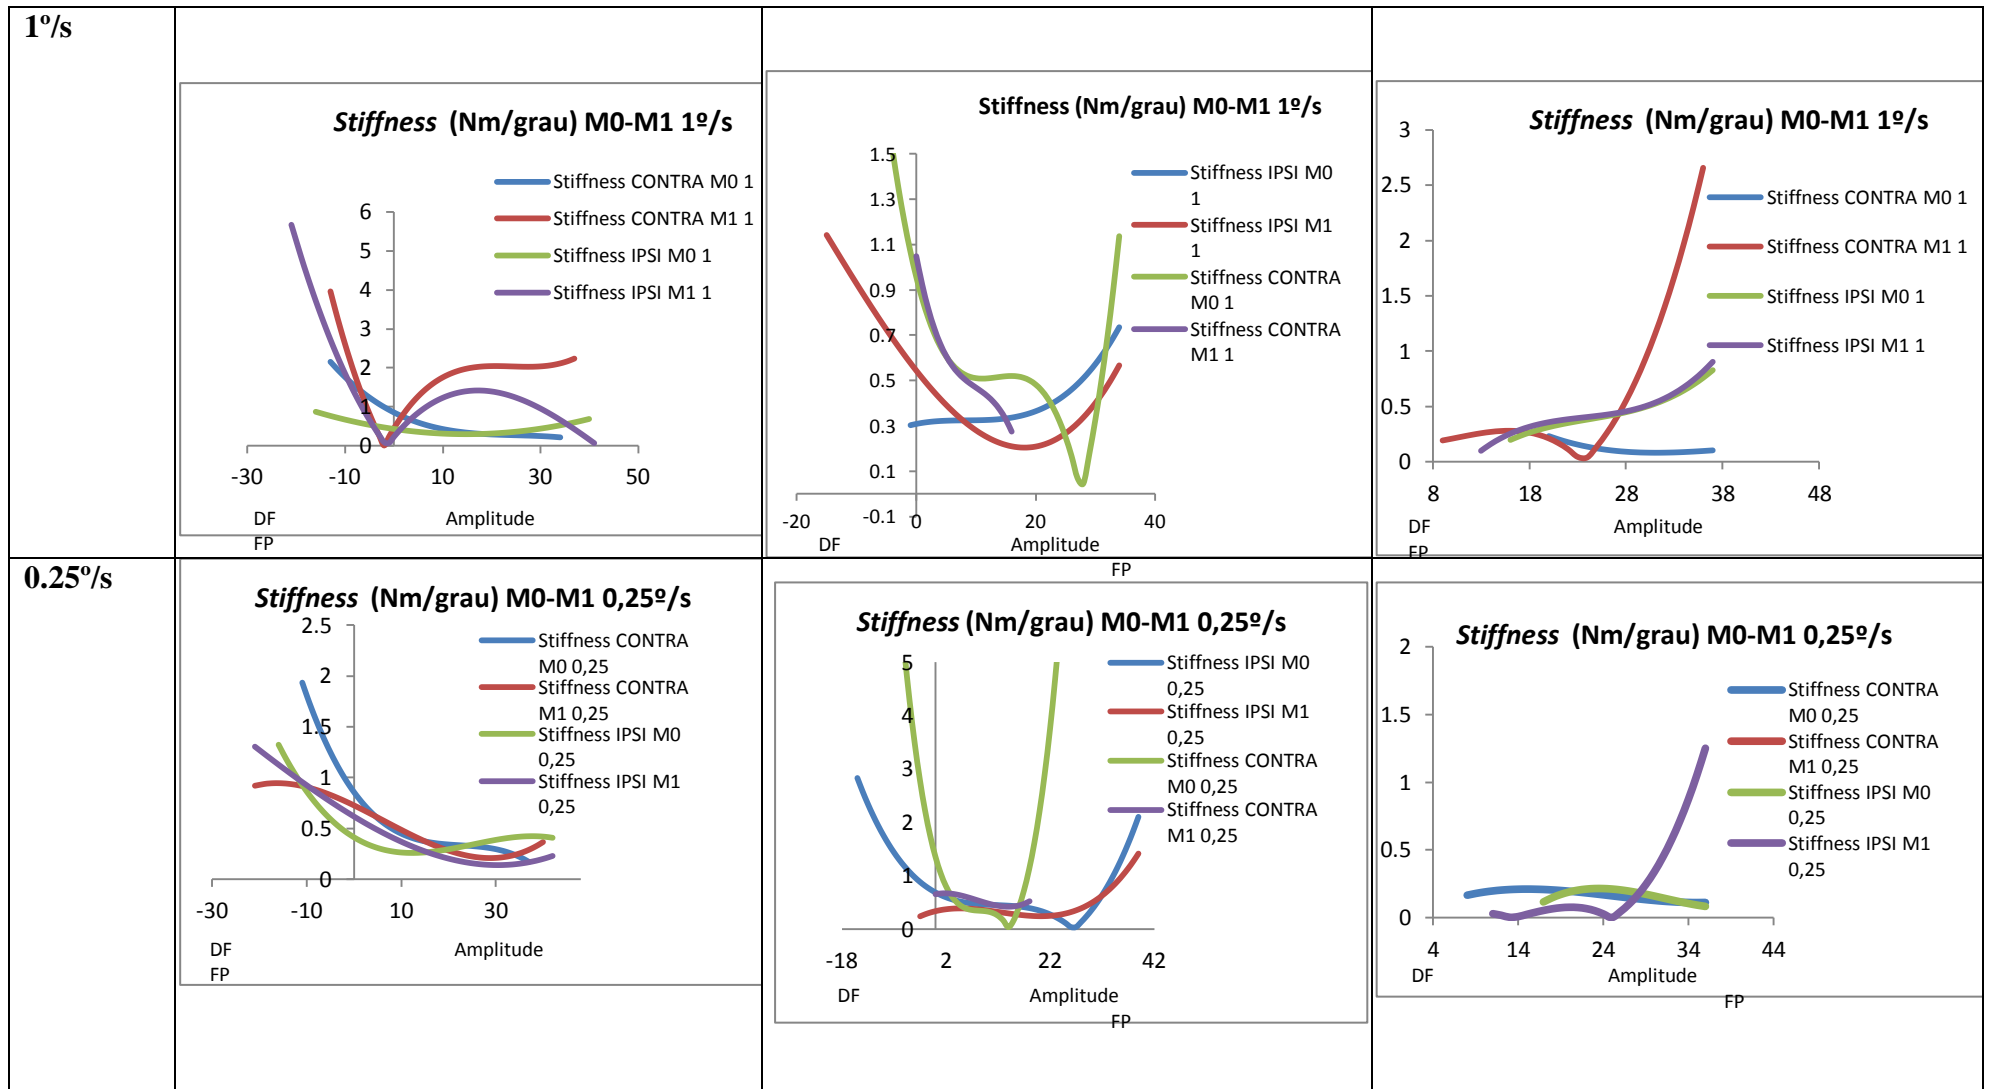 1º/s
Stiffness (Nm/grau) M0-M1 1º/s
Stiffness CONTRA M0 1
Stiffness CONTRA M1 1
Stiffness IPSI M0 1
Stiffness IPSI M1 1
6
5
4
3
2
1
0
-30 -10 10 30 50
DF Amplitude
FP
Stiffness (Nm/grau) M0-M1 1º/s
Stiffness IPSI M0
1
Stiffness IPSI M1
1
Stiffness CONTRA
M0 1
Stiffness CONTRA
M1 1
1.5
1.3
1.1
0.9
0.7
0.5
0.3
0.1
-0.1
-20 0 20 40
DF Amplitude
FP
Stiffness (Nm/grau) M0-M1 1º/s
Stiffness CONTRA M0 1
Stiffness CONTRA M1 1
Stiffness IPSI M0 1
Stiffness IPSI M1 1
3
2.5
2
1.5
1
0.5
0
8 18 28 38 48
DF Amplitude
FP
0.25º/s
Stiffness (Nm/grau) M0-M1 0,25º/s
Stiffness CONTRA
M0 0,25
Stiffness CONTRA
M1 0,25
Stiffness IPSI M0
0,25
Stiffness IPSI M1
0,25
2.5
2
1.5
1
0.5
0
-30 -10 10 30
DF Amplitude
FP
Stiffness (Nm/grau) M0-M1 0,25º/s
Stiffness IPSI M0
0,25
Stiffness IPSI M1
0,25
Stiffness CONTRA
M0 0,25
Stiffness CONTRA
M1 0,25
5
4
3
2
1
0
-18 2 22 42
DF Amplitude
FP
Stiffness (Nm/grau) M0-M1 0,25º/s
Stiffness CONTRA
M0 0,25
Stiffness CONTRA
M1 0,25
Stiffness IPSI M0
0,25
Stiffness IPSI M1
0,25
2
1.5
1
0.5
0
4 14 24 34 44
DF Amplitude
FP